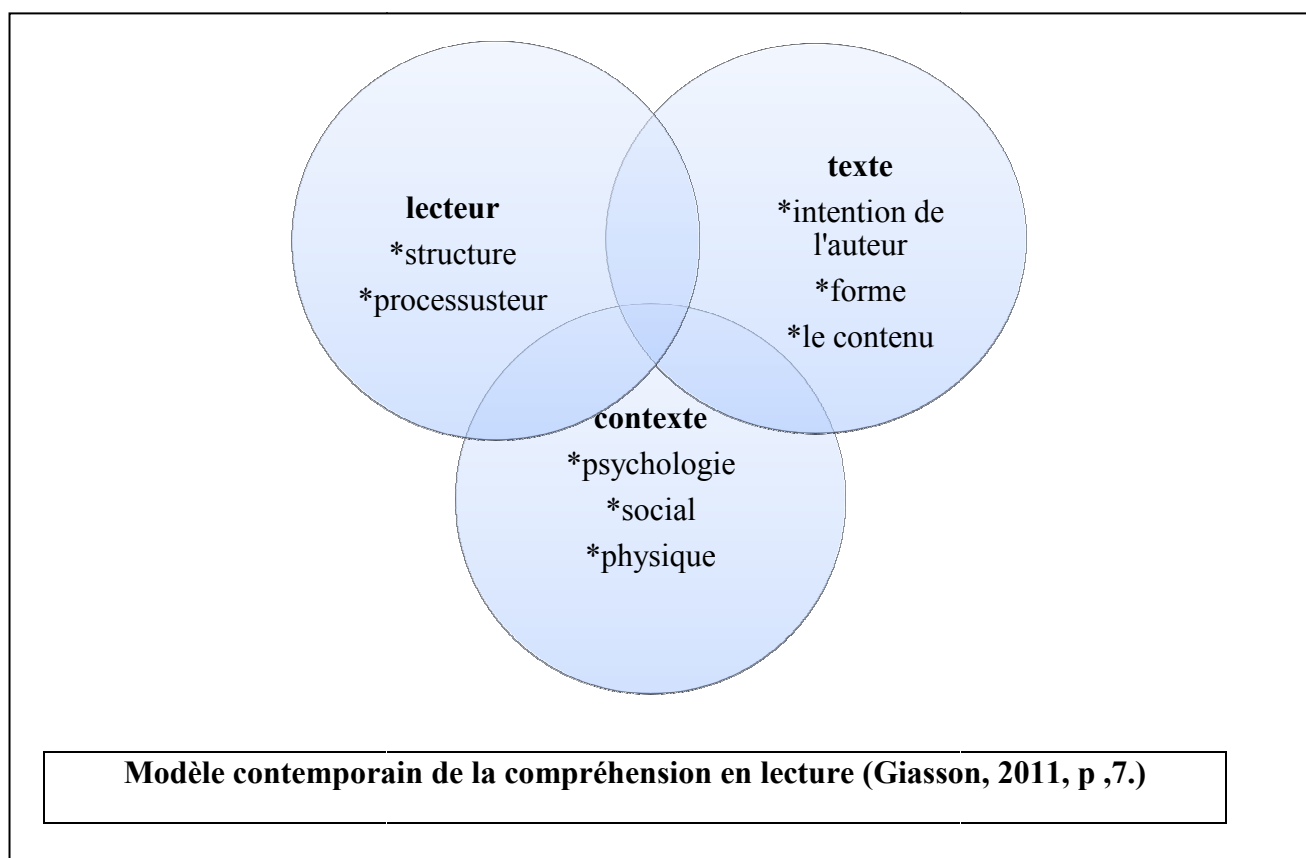 lecteur
*structure
*processusteur
texte
*intention de
l'auteur
*forme
*le contenu
contexte
*psychologie
*social
*physique
Modèle contemporain de la compréhension en lecture (Giasson, 2011, p ,7.)